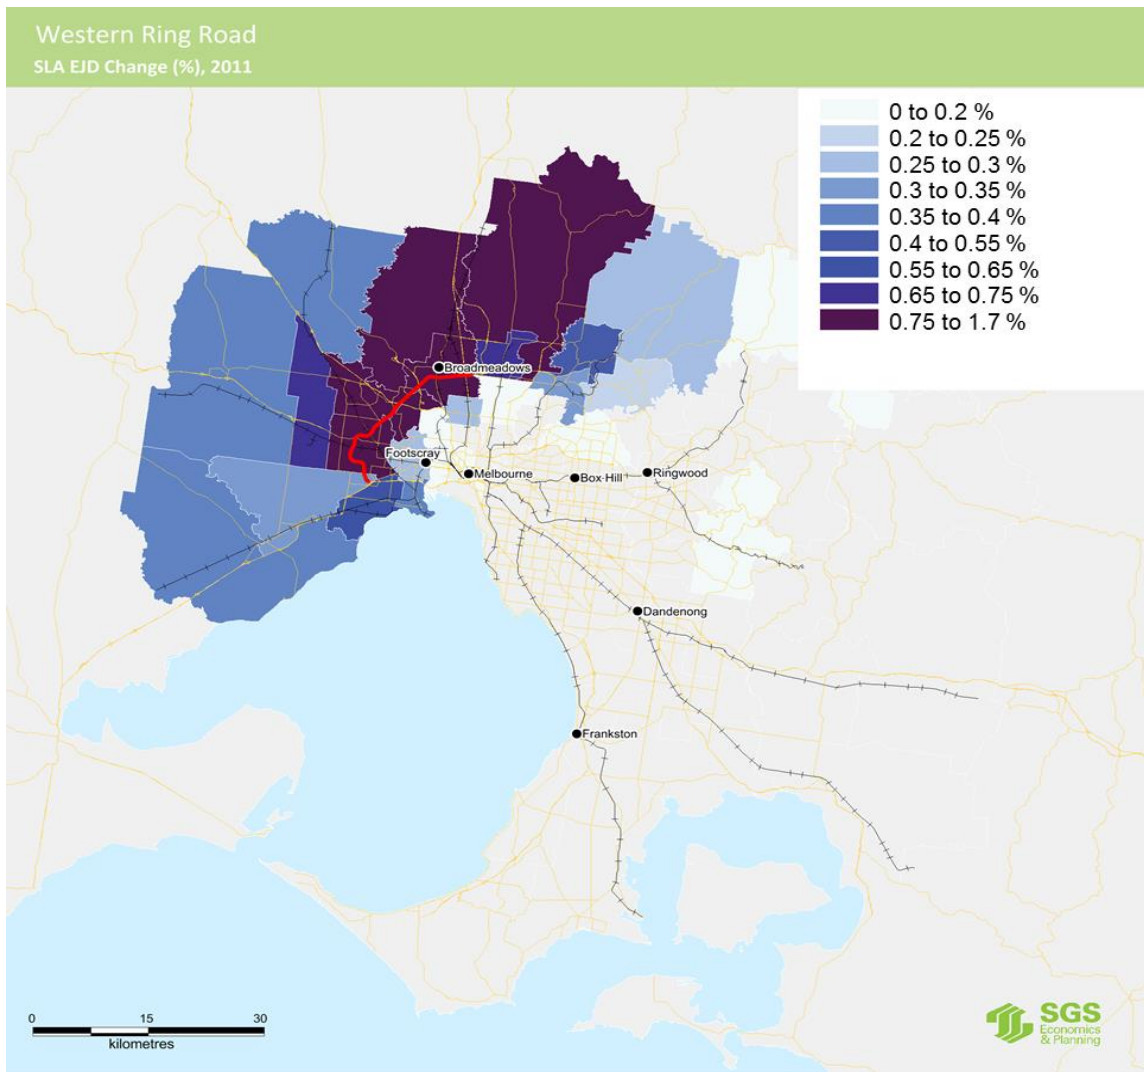 Western Ring Road
SLA EJD Change (%), 2011
0 to 0.2 %
0.2 to 0.25 %
0.25 to 0.3 %
0.3 to 0.35 %
0.35 to 0.4 %
0.4 to 0.55 %
0.55 to 0.65 %
0.65 to 0.75 %
0.75 to 1.7 %
Broadmeadows
Footscray
Melbourne
Box Hill
Ringwood
Dandenong
Frankston
0 15 30
kilometres
SGS
Economics
& Planning